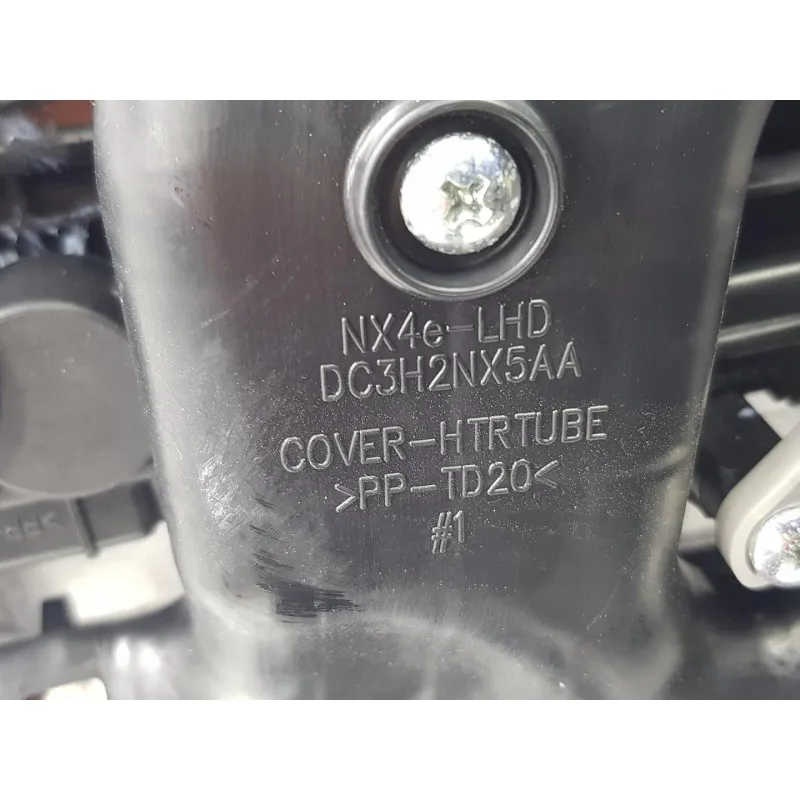 NX4e-LHD
DC3H2NX5AA
COVER-HTRTUBE
>PP-TD20<
#1